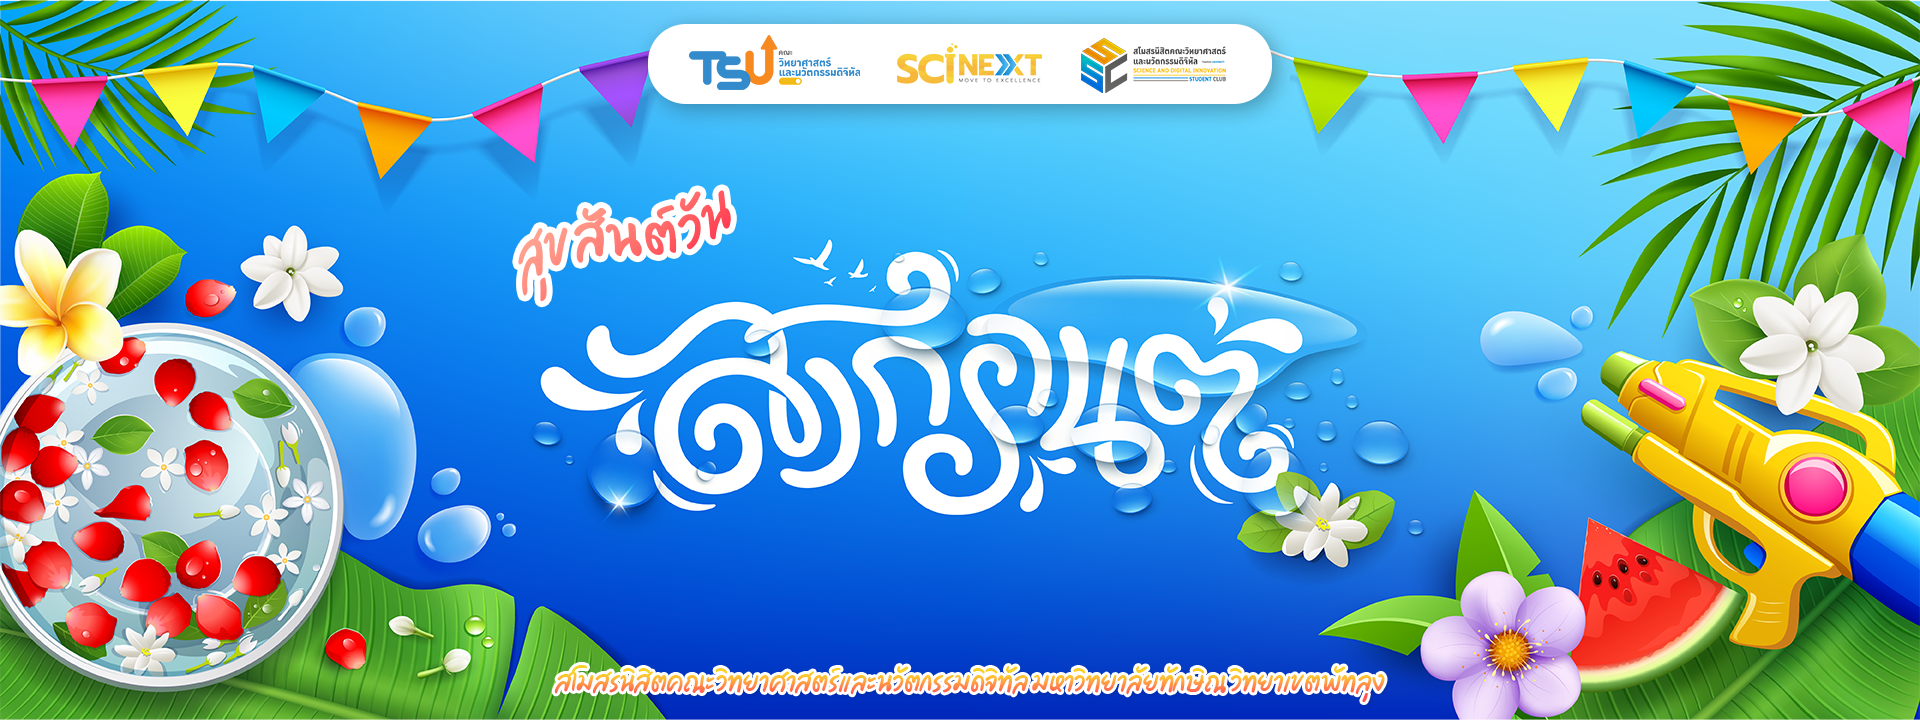 TSU
คณะ
วิทยาศาสตร์
และนวัตกรรมดิจิทัล
SCiNEXT
MOVE TO EXCELLENCE
SSC
สโมสรนิสิตคณะวิทยาศาสตร์
และนวัตกรรมดิจิทัล
SCIENCE AND DIGITAL INNOVATION
STUDENT CLUB
สุขสันต์วัน
สงกรานต์
สโมสรนิสิตคณะวิทยาศาสตร์และนวัตกรรมดิจิทัล มหาวิทยาลัยทักษิณ วิทยาเขตพัทลุง